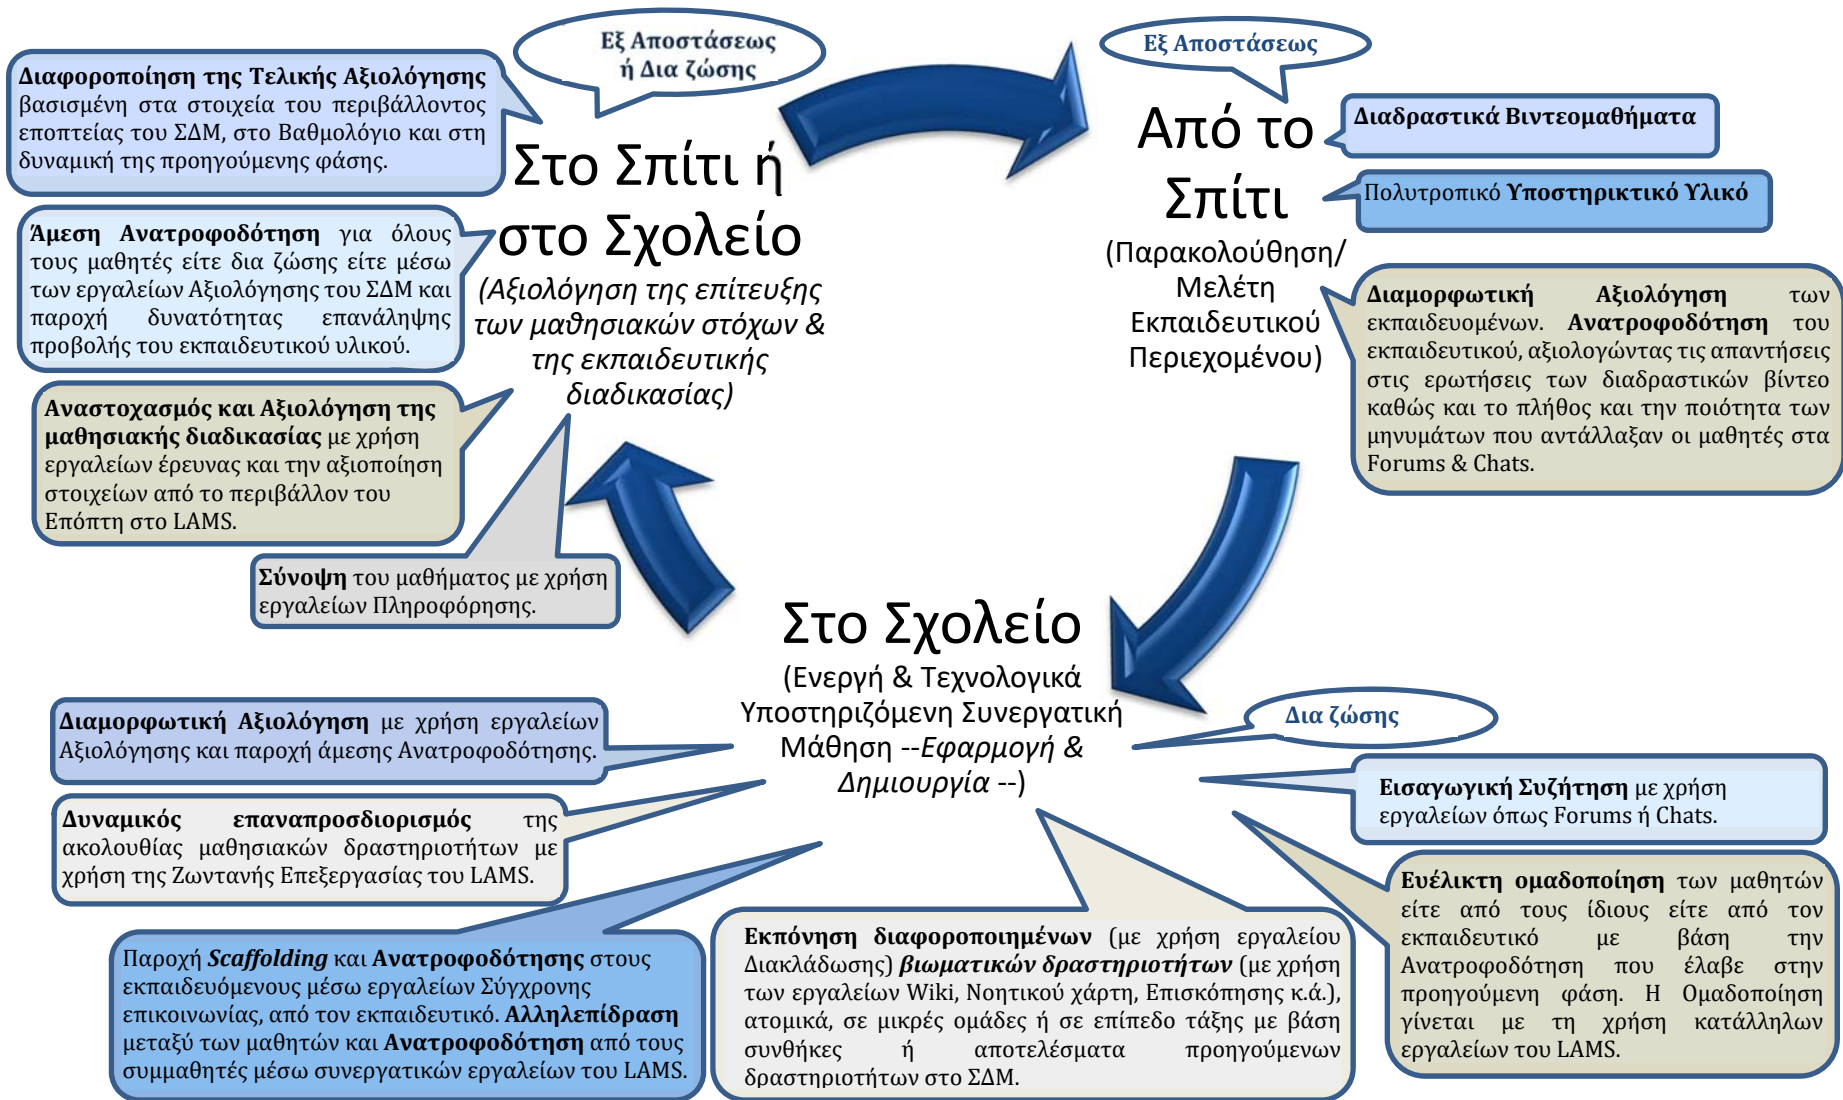 Εξ Αποστάσεως
ή Δια ζώσης
Διαφοροποίηση της Τελικής Αξιολόγησης
βασισμένη στα στοιχεία του περιβάλλοντος
εποπτείας του ΣΔΜ, στο Βαθμολόγιο και στη
δυναμική της προηγούμενης φάσης.
Στο Σπίτι ή
στο Σχολείο
(Αξιολόγηση της επίτευξης
των μαθησιακών στόχων &
της εκπαιδευτικής
διαδικασίας)
Άμεση Ανατροφοδότηση για όλους
τους μαθητές είτε δια ζώσης είτε μέσω
των εργαλείων Αξιολόγησης του ΣΔΜ και
παροχή δυνατότητας επανάληψης
προβολής του εκπαιδευτικού υλικού.
Αναστοχασμός και Αξιολόγηση της
μαθησιακής διαδικασίας με χρήση
εργαλείων έρευνας και την αξιοποίηση
στοιχείων από το περιβάλλον του
Επόπτη στο LAMS.
Σύνοψη του μαθήματος με χρήση
εργαλείων Πληροφόρησης.
Εξ Αποστάσεως
Από το
Σπίτι
(Παρακολούθηση/
Μελέτη
Εκπαιδευτικού
Περιεχομένου)
Διαδραστικά Βιντεομαθήματα
Πολυτροπικό Υποστηρικτικό Υλικό
Διαμορφωτική Αξιολόγηση των
εκπαιδευομένων. Ανατροφοδότηση του
εκπαιδευτικού, αξιολογώντας τις απαντήσεις
στις ερωτήσεις των διαδραστικών βίντεο
καθώς και το πλήθος και την ποιότητα των
μηνυμάτων που αντάλλαξαν οι μαθητές στα
Forums & Chats.
Στο Σχολείο
(Ενεργή & Τεχνολογικά
Υποστηριζόμενη Συνεργατική
Μάθηση --Εφαρμογή &
Δημιουργία --)
Δια ζώσης
Εισαγωγική Συζήτηση με χρήση
εργαλείων όπως Forums ή Chats.
Ευέλικτη ομαδοποίηση των μαθητών
είτε από τους ίδιους είτε από τον
εκπαιδευτικό με βάση την
Ανατροφοδότηση που έλαβε στην
προηγούμενη φάση. Η Ομαδοποίηση
γίνεται με τη χρήση κατάλληλων
εργαλείων του LAMS.
Εκπόνηση διαφοροποιημένων (με χρήση εργαλείου
Διακλάδωσης) βιωματικών δραστηριοτήτων (με χρήση
των εργαλείων Wiki, Νοητικού χάρτη, Επισκόπησης κ.ά.),
ατομικά, σε μικρές ομάδες ή σε επίπεδο τάξης με βάση
συνθήκες ή αποτελέσματα προηγούμενων
δραστηριοτήτων στο ΣΔΜ.
Διαμορφωτική Αξιολόγηση με χρήση εργαλείων
Αξιολόγησης και παροχή άμεσης Ανατροφοδότησης.
Δυναμικός επαναπροσδιορισμός της
ακολουθίας μαθησιακών δραστηριοτήτων με
χρήση της Ζωντανής Επεξεργασίας του LAMS.
Παροχή Scaffolding και Ανατροφοδότησης στους
εκπαιδευόμενους μέσω εργαλείων Σύγχρονης
επικοινωνίας, από τον εκπαιδευτικό. Αλληλεπίδραση
μεταξύ των μαθητών και Ανατροφοδότηση από τους
συμμαθητές μέσω συνεργατικών εργαλείων του LAMS.